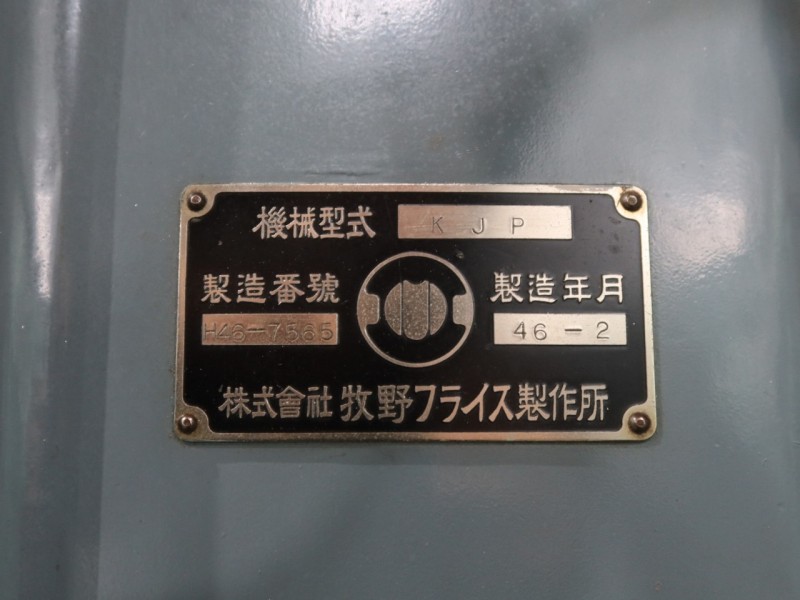 機械型式 KJP
製造番號 製造年月
H46-7565 46-2
株式會社 牧野フライス製作所